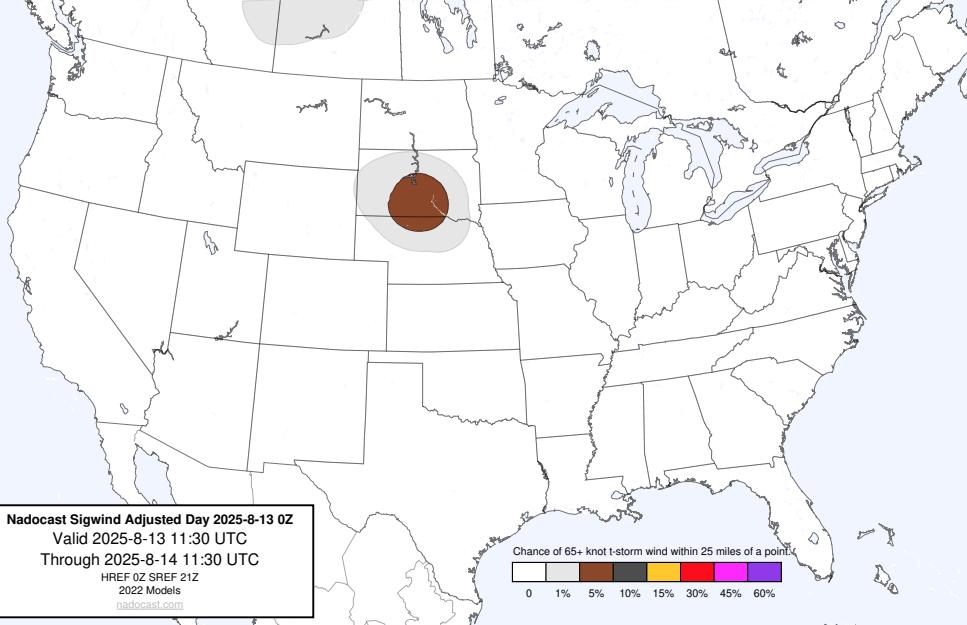 Nadocast Sigwind Adjusted Day 2025-8-13 0Z
Valid 2025-8-13 11:30 UTC
Through 2025-8-14 11:30 UTC
HREF 0Z SREF 21Z
2022 Models
nadocast.com
Chance of 65+ knot t-storm wind within 25 miles of a point.
0 1% 5% 10% 15% 30% 45% 60%